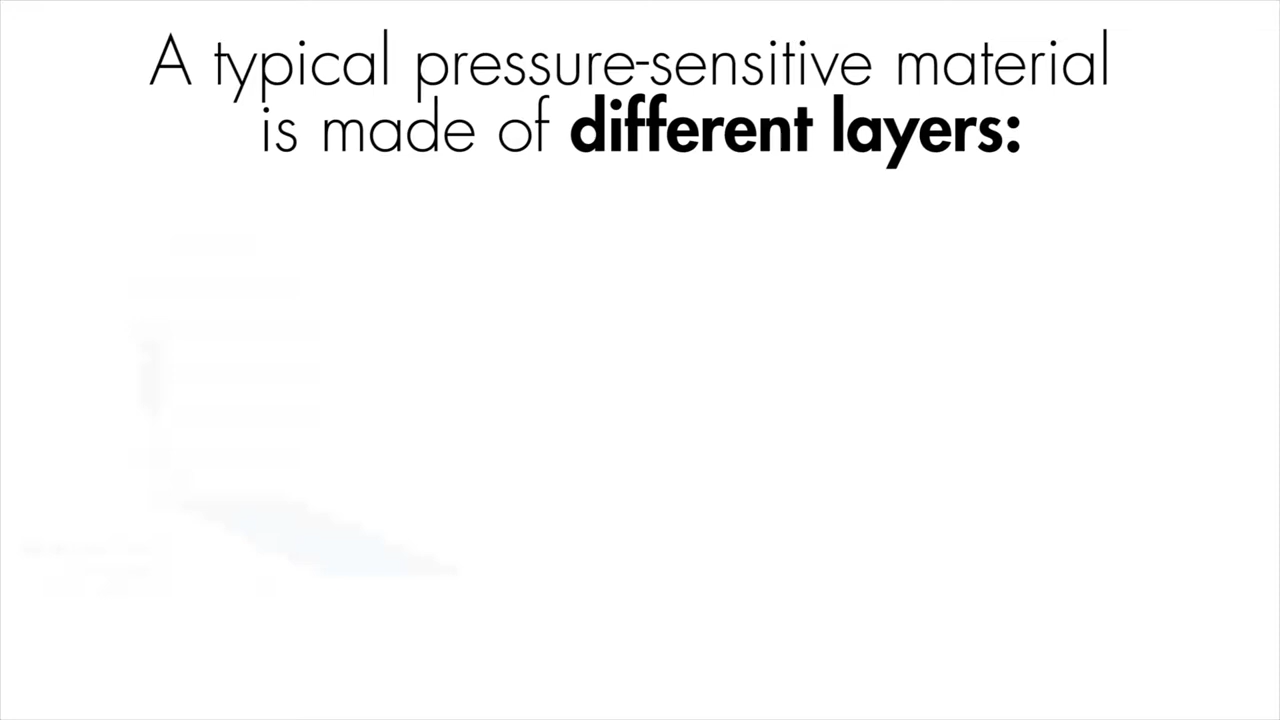 A typical pressure-sensitive material
is made of different layers: